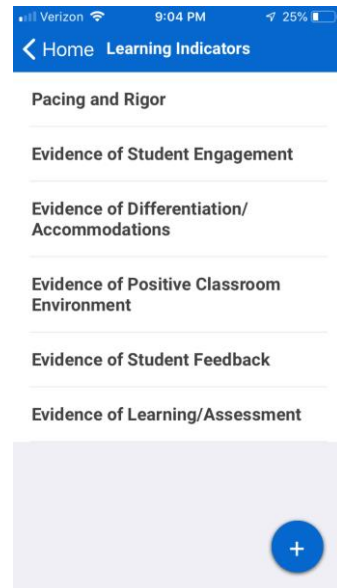 Verizon 9:04 PM 25%
Home Learning Indicators
Pacing and Rigor
Evidence of Student Engagement
Evidence of Differentiation/
Accommodations
Evidence of Positive Classroom
Environment
Evidence of Student Feedback
Evidence of Learning/Assessment
+